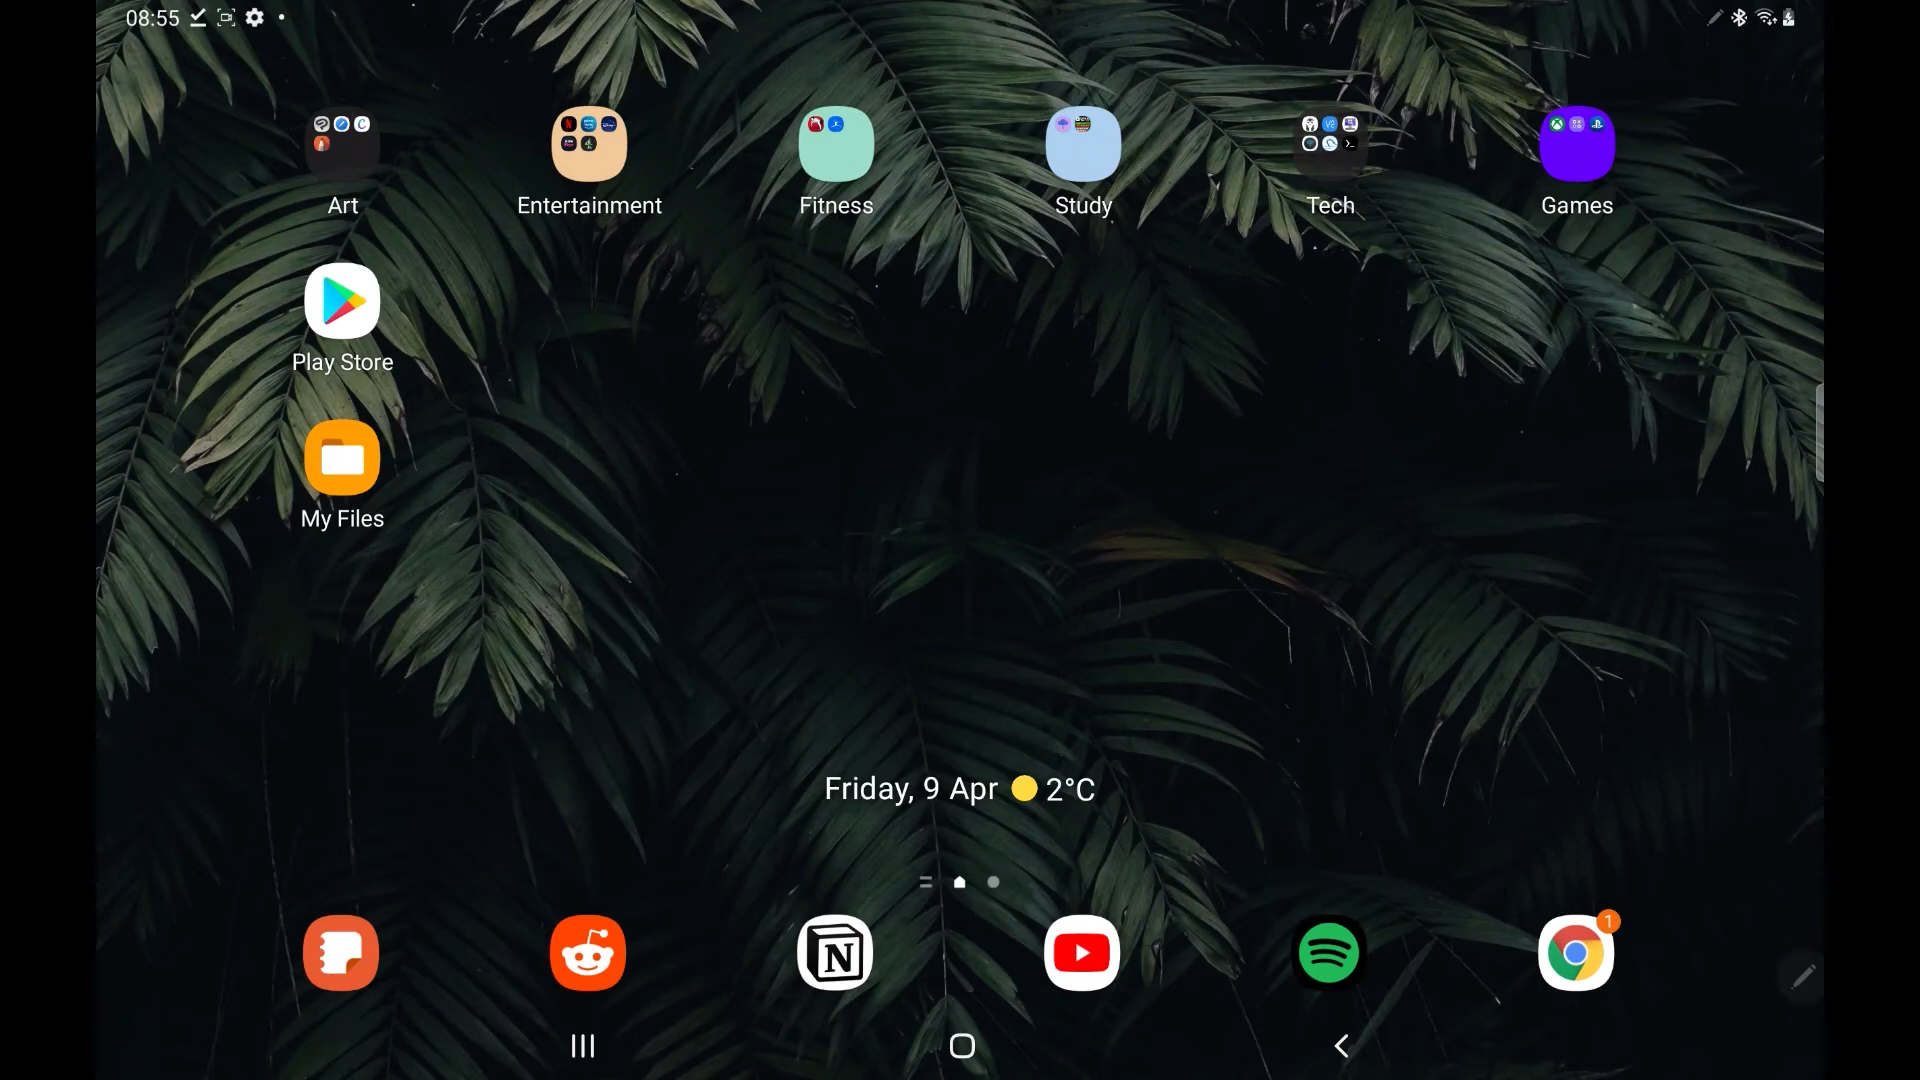 08:55
Art
Entertainment
Fitness
Study
Tech
Games
Play Store
My Files
Friday, 9 Apr 2°C
N
1